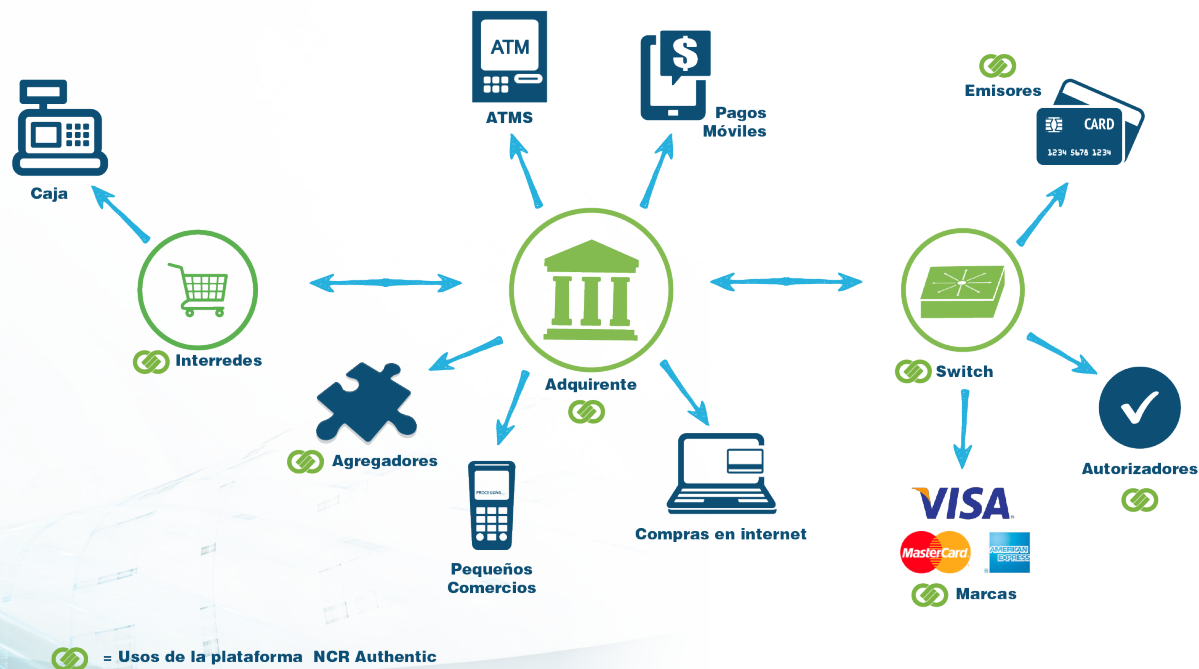 ATM
ATMS
$
Pagos
Móviles
Emisores
CARD
1234 5678 1234
Caja
Interredes
Adquirente
Switch
Agregadores
PROCESSING...
Pequeños
Comercios
Compras en internet
Autorizadores
VISA
MasterCard
AMERICAN
EXPRESS
Marcas
= Usos de la plataforma NCR Authentic